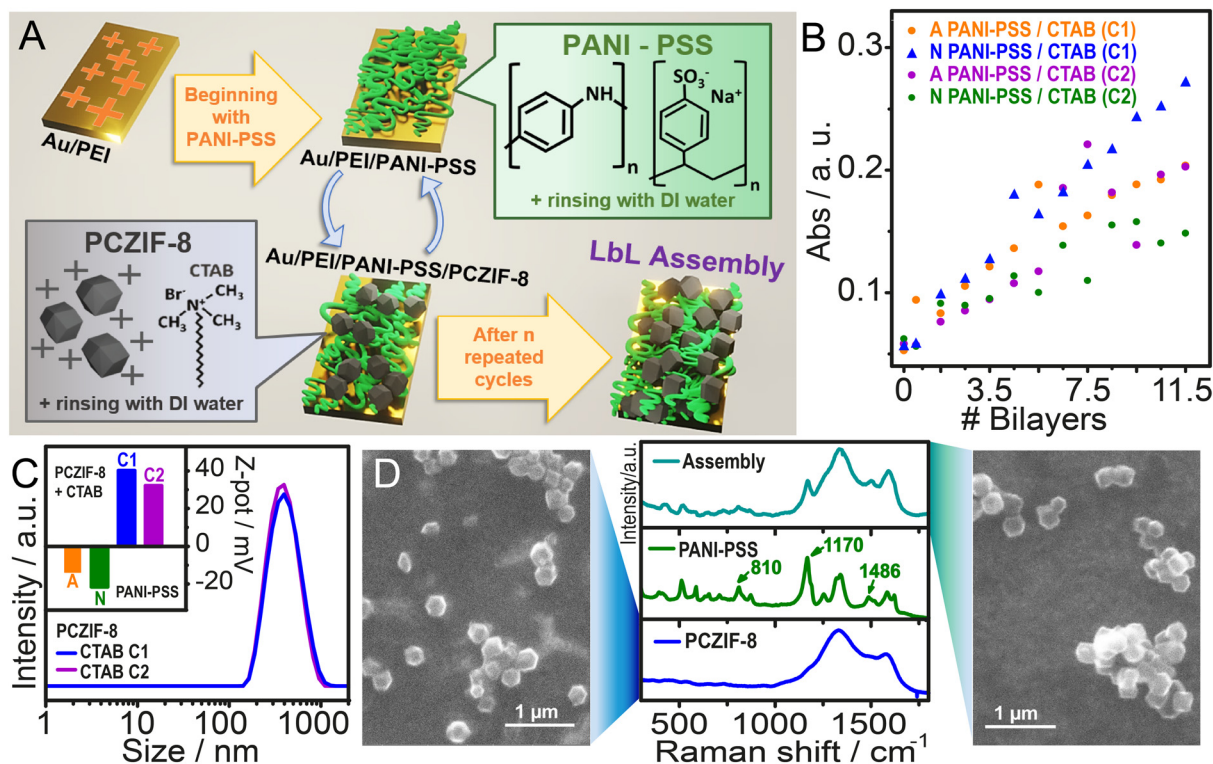 A
Au/PEI
Beginning
with
PANI-PSS
Au/PEI/PANI-PSS
PANI - PSS
NH
n
SO₃⁻
Na⁺
n
+ rinsing with DI water
PCZIF-8
CTAB
Br⁻
N⁺
CH₃
CH₃
CH₃
+ rinsing with DI water
Au/PEI/PANI-PSS/PCZIF-8
After n
repeated
cycles
LbL Assembly
B
A PANI-PSS / CTAB (C1)
N PANI-PSS / CTAB (C1)
A PANI-PSS / CTAB (C2)
N PANI-PSS / CTAB (C2)
0.3
0.2
0.1
Abs / a. u.
0 3.5 7.5 11.5
# Bilayers
C
PCZIF-8
+ CTAB
C1
C2
A
N
PANI-PSS
40
20
0
-20
Z-pot / mV
Intensity / a.u.
PCZIF-8
CTAB C1
CTAB C2
1 10 100 1000
Size / nm
D
1 µm
Intensity/a.u.
Assembly
PANI-PSS
810
1170
1486
PCZIF-8
500 1000 1500
Raman shift / cm⁻¹
1 µm